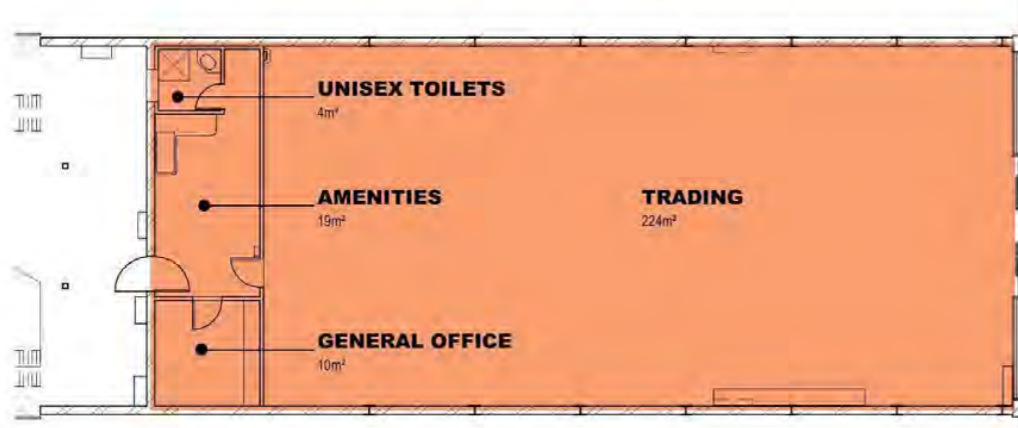 UNISEX TOILETS
4m²
AMENITIES
19m²
TRADING
224m²
GENERAL OFFICE
10m²